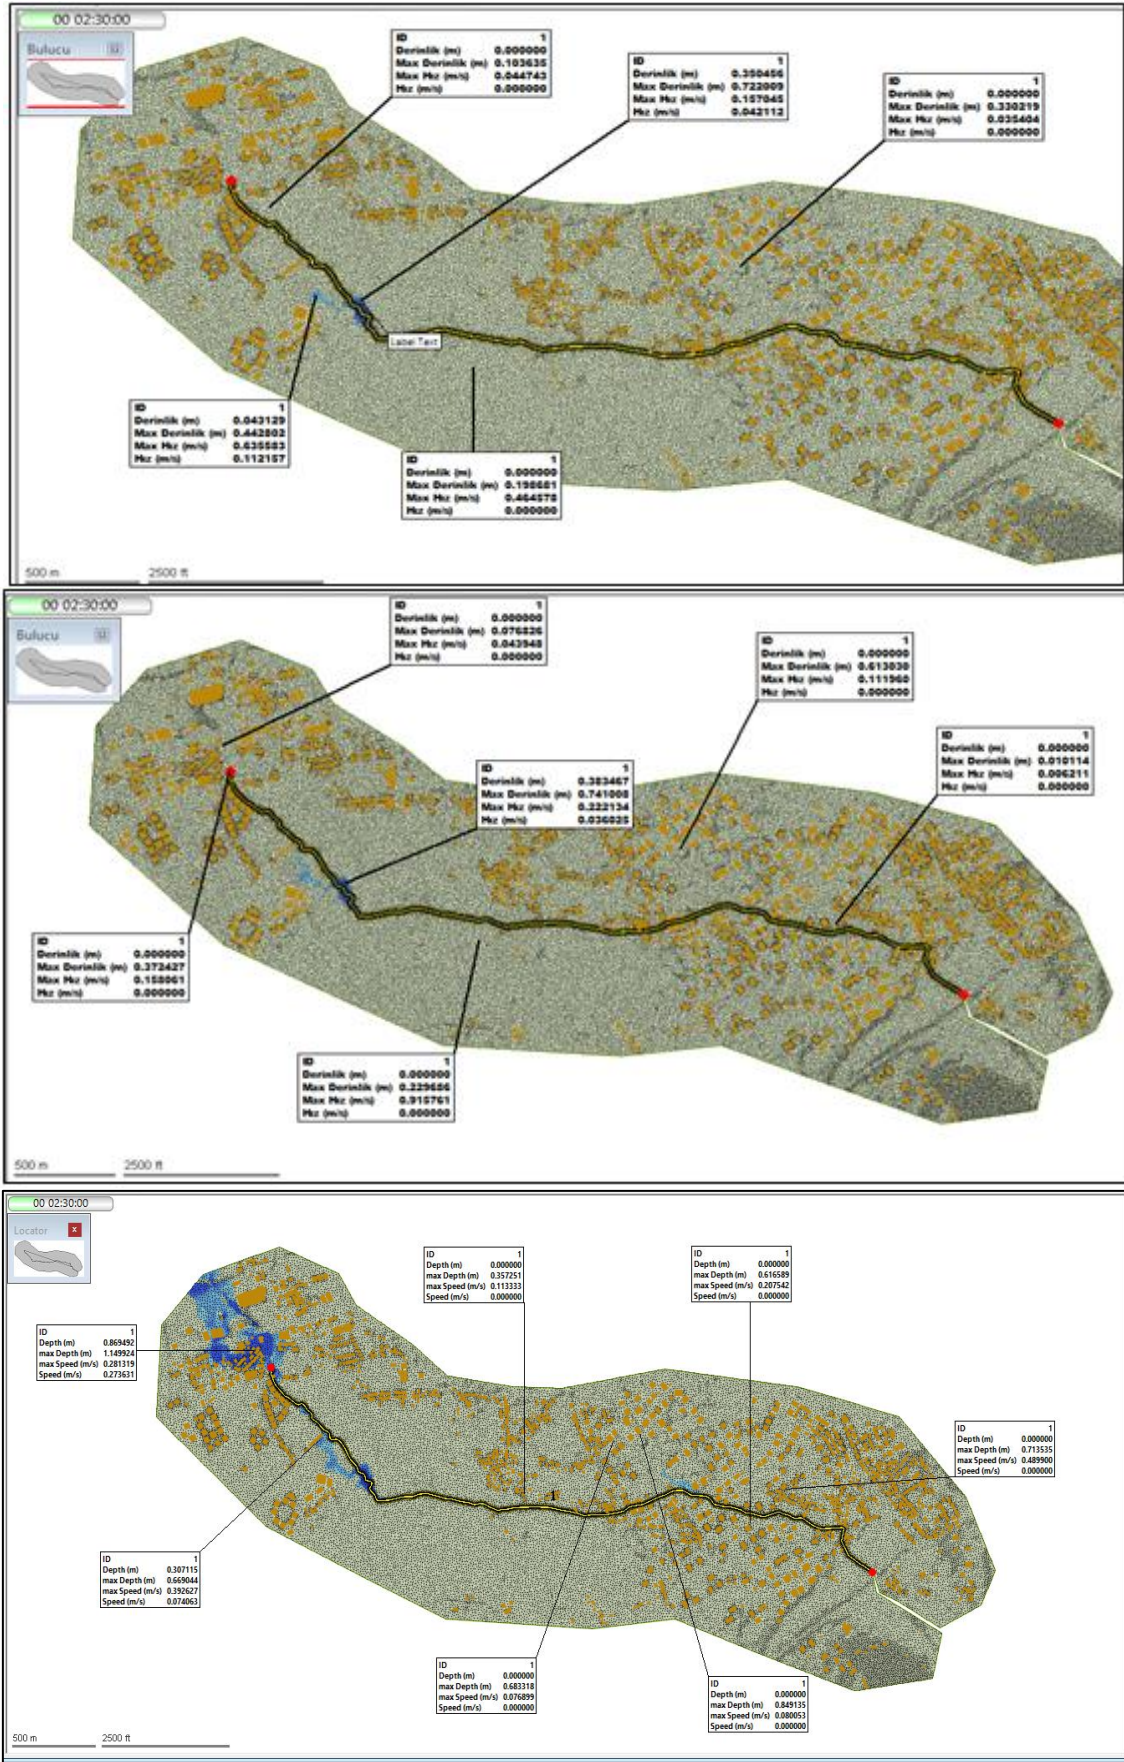 00 02:30:00
Bulucu
ID 1
Derinlik (m) 0.000000
Max Derinlik (m) 0.103635
Max Hız (m/s) 0.044743
Hız (m/s) 0.000000
ID 1
Derinlik (m) 0.350456
Max Derinlik (m) 0.722009
Max Hız (m/s) 0.157045
Hız (m/s) 0.042112
ID 1
Derinlik (m) 0.000000
Max Derinlik (m) 0.330219
Max Hız (m/s) 0.035404
Hız (m/s) 0.000000
Label Text
ID 1
Derinlik (m) 0.043129
Max Derinlik (m) 0.442802
Max Hız (m/s) 0.635583
Hız (m/s) 0.112157
ID 1
Derinlik (m) 0.000000
Max Derinlik (m) 0.198681
Max Hız (m/s) 0.464578
Hız (m/s) 0.000000
500 m 2500 ft
00 02:30:00
Bulucu
ID 1
Derinlik (m) 0.000000
Max Derinlik (m) 0.076826
Max Hız (m/s) 0.043948
Hız (m/s) 0.000000
ID 1
Derinlik (m) 0.000000
Max Derinlik (m) 0.613030
Max Hız (m/s) 0.111960
Hız (m/s) 0.000000
ID 1
Derinlik (m) 0.000000
Max Derinlik (m) 0.010114
Max Hız (m/s) 0.006211
Hız (m/s) 0.000000
ID 1
Derinlik (m) 0.383467
Max Derinlik (m) 0.741008
Max Hız (m/s) 0.222134
Hız (m/s) 0.036025
ID 1
Derinlik (m) 0.000000
Max Derinlik (m) 0.372427
Max Hız (m/s) 0.158061
Hız (m/s) 0.000000
ID 1
Derinlik (m) 0.000000
Max Derinlik (m) 0.229686
Max Hız (m/s) 0.915761
Hız (m/s) 0.000000
500 m 2500 ft
00 02:30:00
Locator x
ID 1
Depth (m) 0.000000
max Depth (m) 0.357251
max Speed (m/s) 0.113333
Speed (m/s) 0.000000
ID 1
Depth (m) 0.000000
max Depth (m) 0.616589
max Speed (m/s) 0.207542
Speed (m/s) 0.000000
ID 1
Depth (m) 0.869492
max Depth (m) 1.149924
max Speed (m/s) 0.281319
Speed (m/s) 0.273631
ID 1
Depth (m) 0.000000
max Depth (m) 0.713535
max Speed (m/s) 0.489900
Speed (m/s) 0.000000
1
ID 1
Depth (m) 0.307115
max Depth (m) 0.669044
max Speed (m/s) 0.392627
Speed (m/s) 0.074063
ID 1
Depth (m) 0.000000
max Depth (m) 0.683318
max Speed (m/s) 0.076899
Speed (m/s) 0.000000
ID 1
Depth (m) 0.000000
max Depth (m) 0.849135
max Speed (m/s) 0.080053
Speed (m/s) 0.000000
500 m 2500 ft